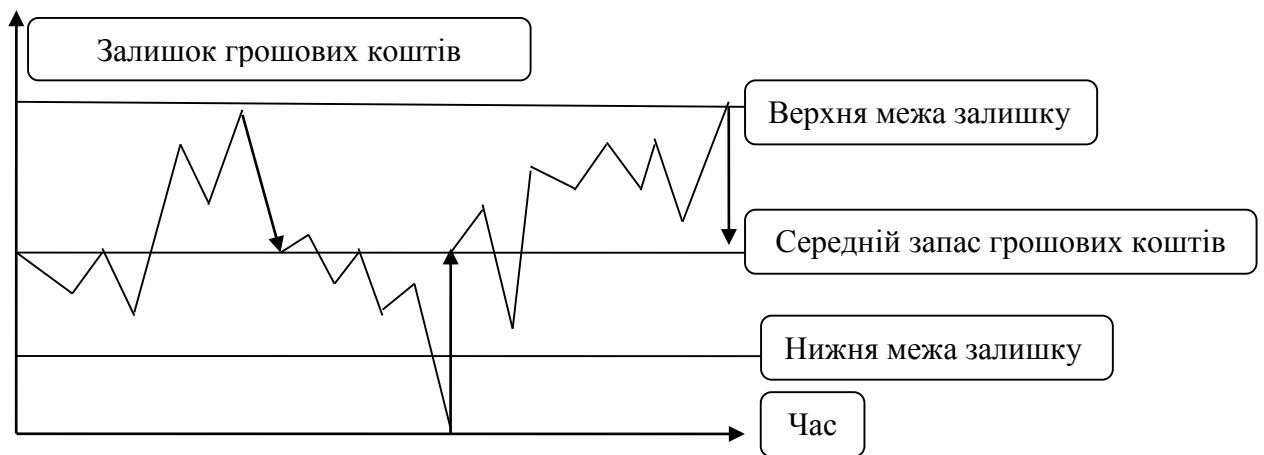 Залишок грошових коштів
Верхня межа залишку
Середній запас грошових коштів
Нижня межа залишку
Час